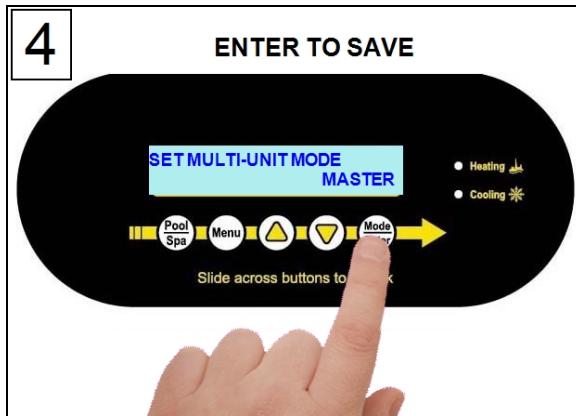 4
ENTER TO SAVE
SET MULTI-UNIT MODE
MASTER
Heating
Cooling
Pool
Spa
Menu
Mode
Slide across buttons to